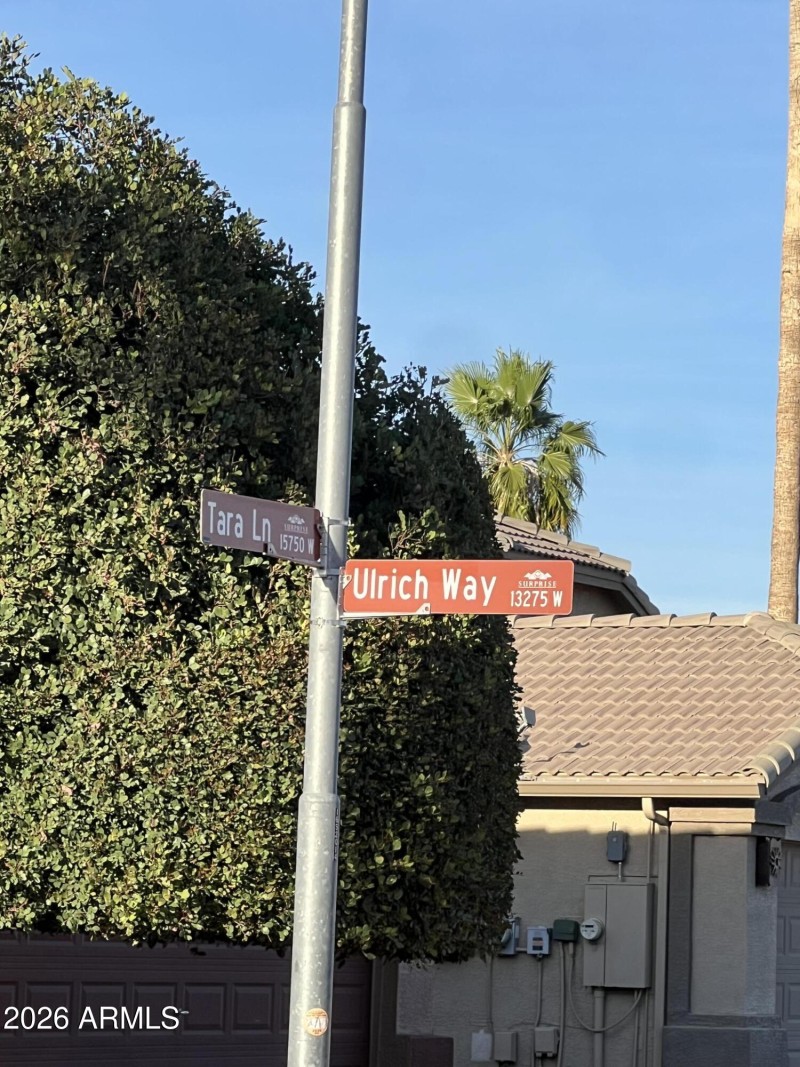 Tara Ln
SURPRISE
15750 W
Ulrich Way
SURPRISE
13275 W
2026 ARMLS